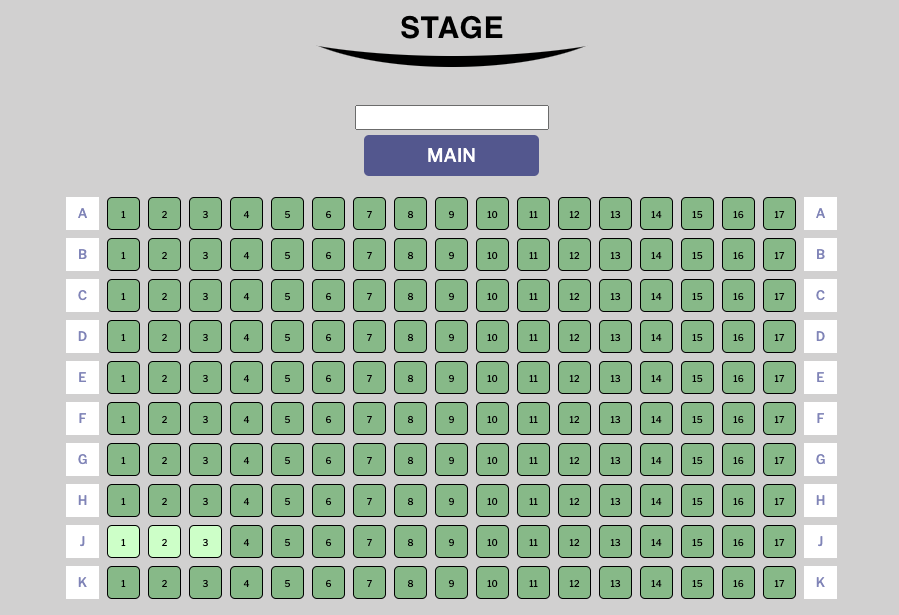 STAGE
MAIN
A 1 2 3 4 5 6 7 8 9 10 11 12 13 14 15 16 17 A
B 1 2 3 4 5 6 7 8 9 10 11 12 13 14 15 16 17 B
C 1 2 3 4 5 6 7 8 9 10 11 12 13 14 15 16 17 C
D 1 2 3 4 5 6 7 8 9 10 11 12 13 14 15 16 17 D
E 1 2 3 4 5 6 7 8 9 10 11 12 13 14 15 16 17 E
F 1 2 3 4 5 6 7 8 9 10 11 12 13 14 15 16 17 F
G 1 2 3 4 5 6 7 8 9 10 11 12 13 14 15 16 17 G
H 1 2 3 4 5 6 7 8 9 10 11 12 13 14 15 16 17 H
J 1 2 3 4 5 6 7 8 9 10 11 12 13 14 15 16 17 J
K 1 2 3 4 5 6 7 8 9 10 11 12 13 14 15 16 17 K